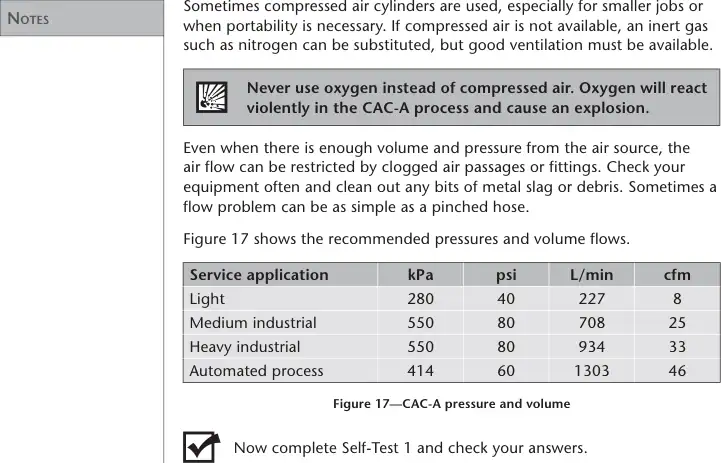 NOTES
Sometimes compressed air cylinders are used, especially for smaller jobs or
when portability is necessary. If compressed air is not available, an inert gas
such as nitrogen can be substituted, but good ventilation must be available.
Never use oxygen instead of compressed air. Oxygen will react
violently in the CAC-A process and cause an explosion.
Even when there is enough volume and pressure from the air source, the
air flow can be restricted by clogged air passages or fittings. Check your
equipment often and clean out any bits of metal slag or debris. Sometimes a
flow problem can be as simple as a pinched hose.
Figure 17 shows the recommended pressures and volume flows.
Service application kPa psi L/min cfm
Light 280 40 227 8
Medium industrial 550 80 708 25
Heavy industrial 550 80 934 33
Automated process 414 60 1303 46
Figure 17—CAC-A pressure and volume
Now complete Self-Test 1 and check your answers.